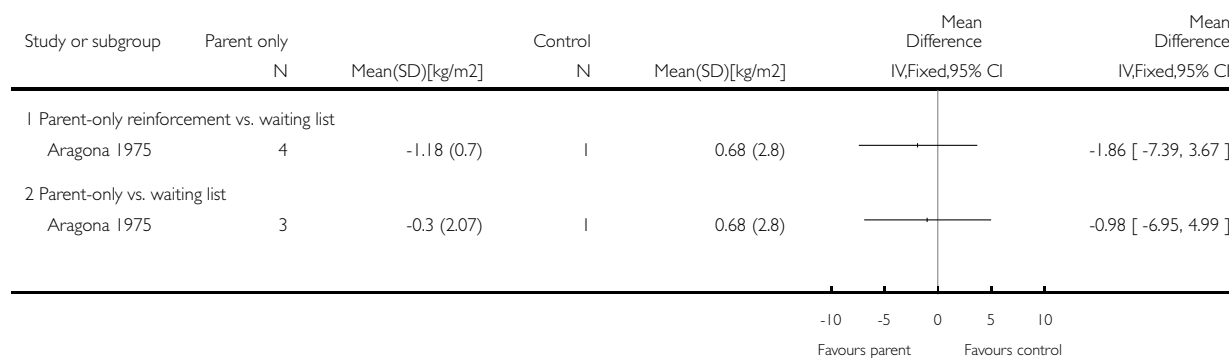 Mean Mean
Study or subgroup Parent only Control Difference Difference
N Mean(SD)[kg/m2] N Mean(SD)[kg/m2] IV,Fixed,95% CI IV,Fixed,95% CI
1 Parent-only reinforcement vs. waiting list
Aragona 1975 4 -1.18 (0.7) 1 0.68 (2.8) -1.86 [ -7.39, 3.67 ]
2 Parent-only vs. waiting list
Aragona 1975 3 -0.3 (2.07) 1 0.68 (2.8) -0.98 [ -6.95, 4.99 ]
-10 -5 0 5 10
Favours parent Favours control